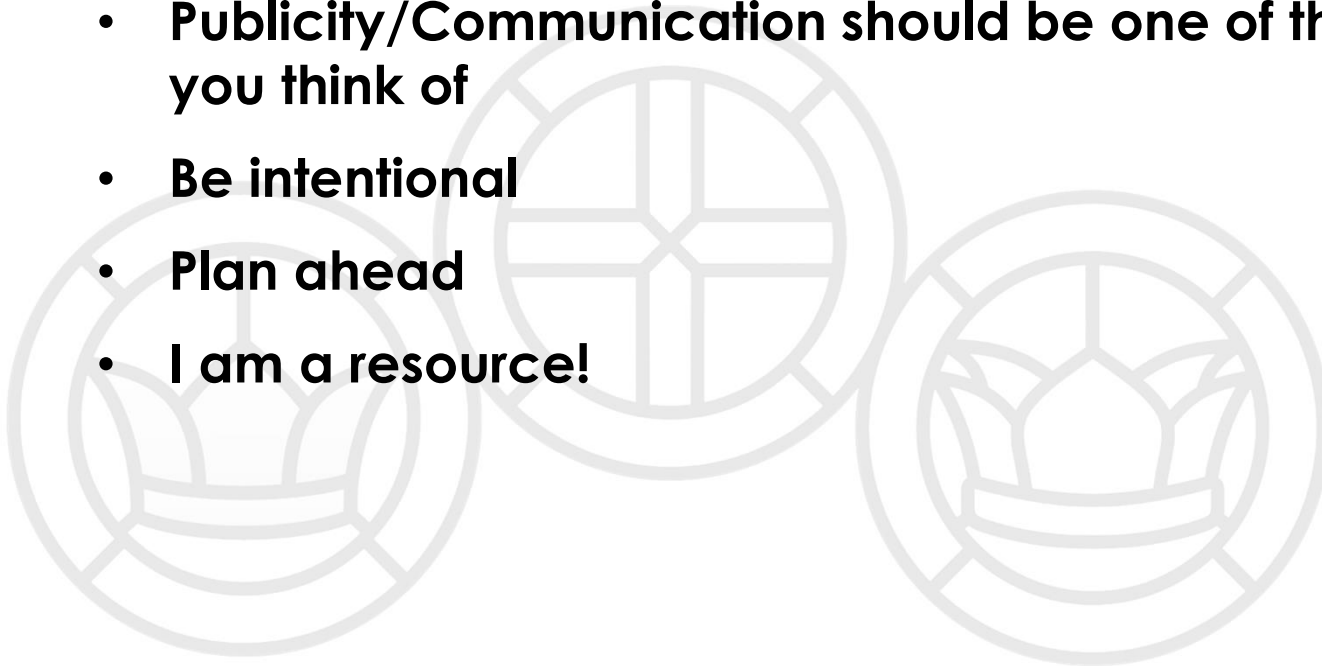 • Publicity/Communication should be one of th
you think of
• Be intentional
• Plan ahead
• I am a resource!